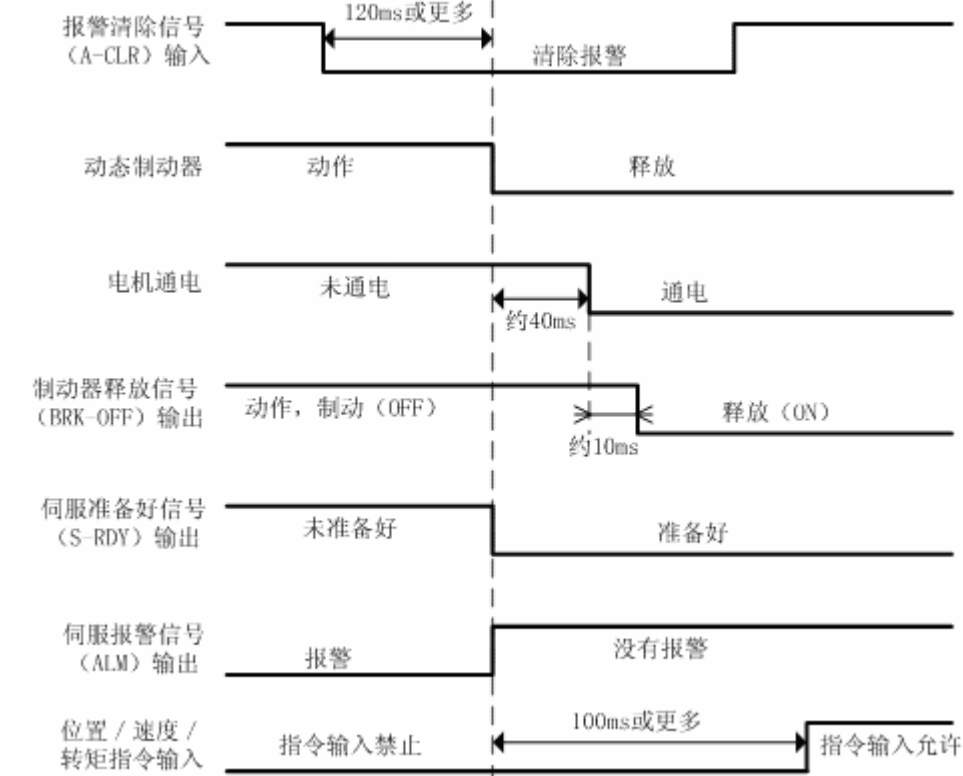 120ms或更多
报警清除信号
（A-CLR）输入
清除报警
动态制动器
动作
释放
电机通电
未通电
通电
约40ms
制动器释放信号
（BRK-OFF）输出
动作，制动（OFF）
释放（ON）
约10ms
伺服准备好信号
（S-RDY）输出
未准备好
准备好
伺服报警信号
（ALM）输出
报警
没有报警
位置／速度／
转矩指令输入
指令输入禁止
100ms或更多
指令输入允许